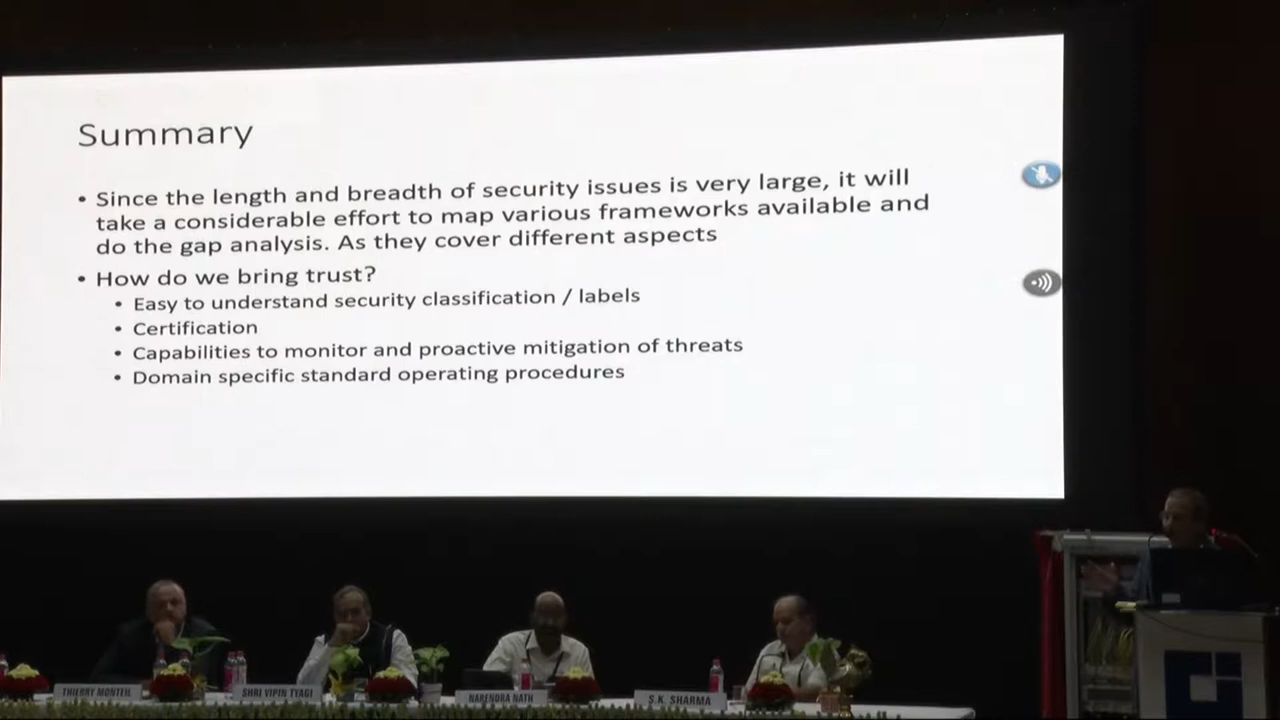 Summary
• Since the length and breadth of security issues is very large, it will
take a considerable effort to map various frameworks available and
do the gap analysis. As they cover different aspects
• How do we bring trust?
• Easy to understand security classification / labels
• Certification
• Capabilities to monitor and proactive mitigation of threats
• Domain specific standard operating procedures
THIERRY MONTEIL
SHRI VIPIN TYAGI
NARENDRA NATH
S.K. SHARMA